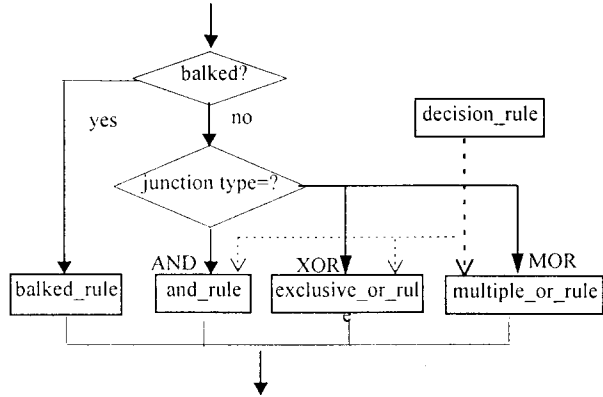 balked?
yes
no
decision_rule
junction type=?
AND
XOR
MOR
balked_rule
and_rule
exclusive_or_rul
e
multiple_or_rule